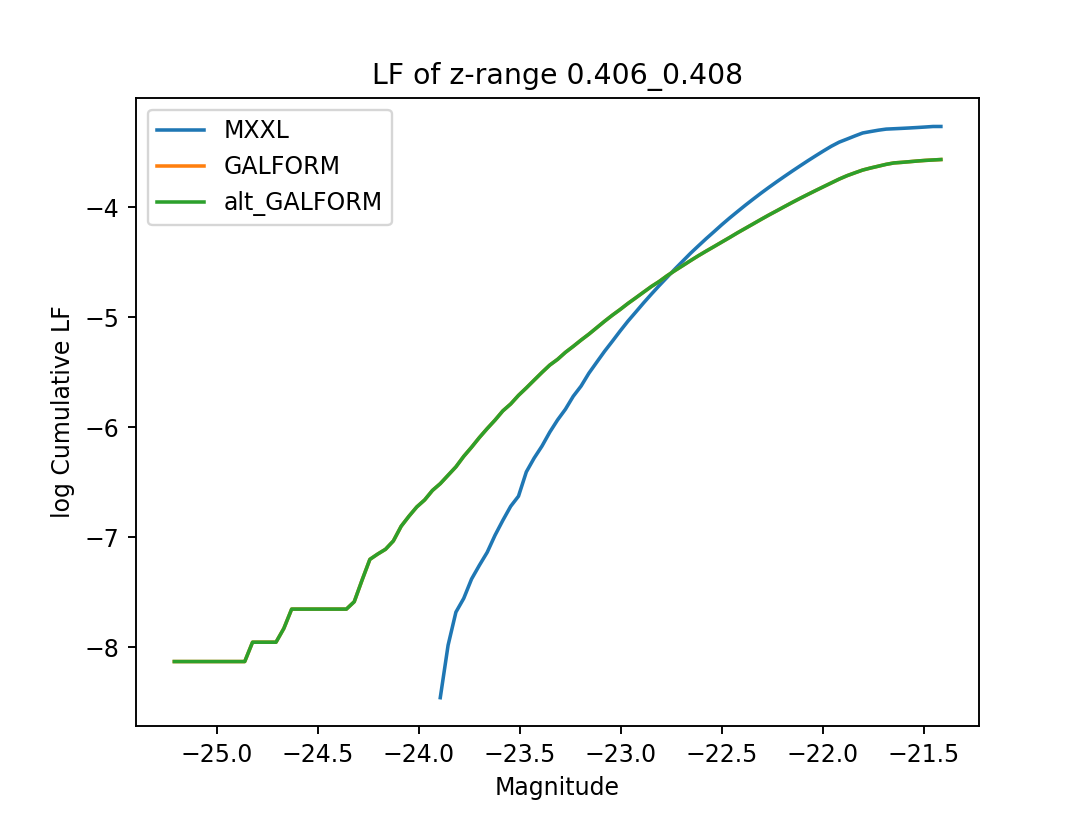 LF of z-range 0.406_0.408
MXXL
GALFORM
alt_GALFORM
−4
−5
−6
−7
−8
log Cumulative LF
−25.0
−24.5
−24.0
−23.5
−23.0
−22.5
−22.0
−21.5
Magnitude